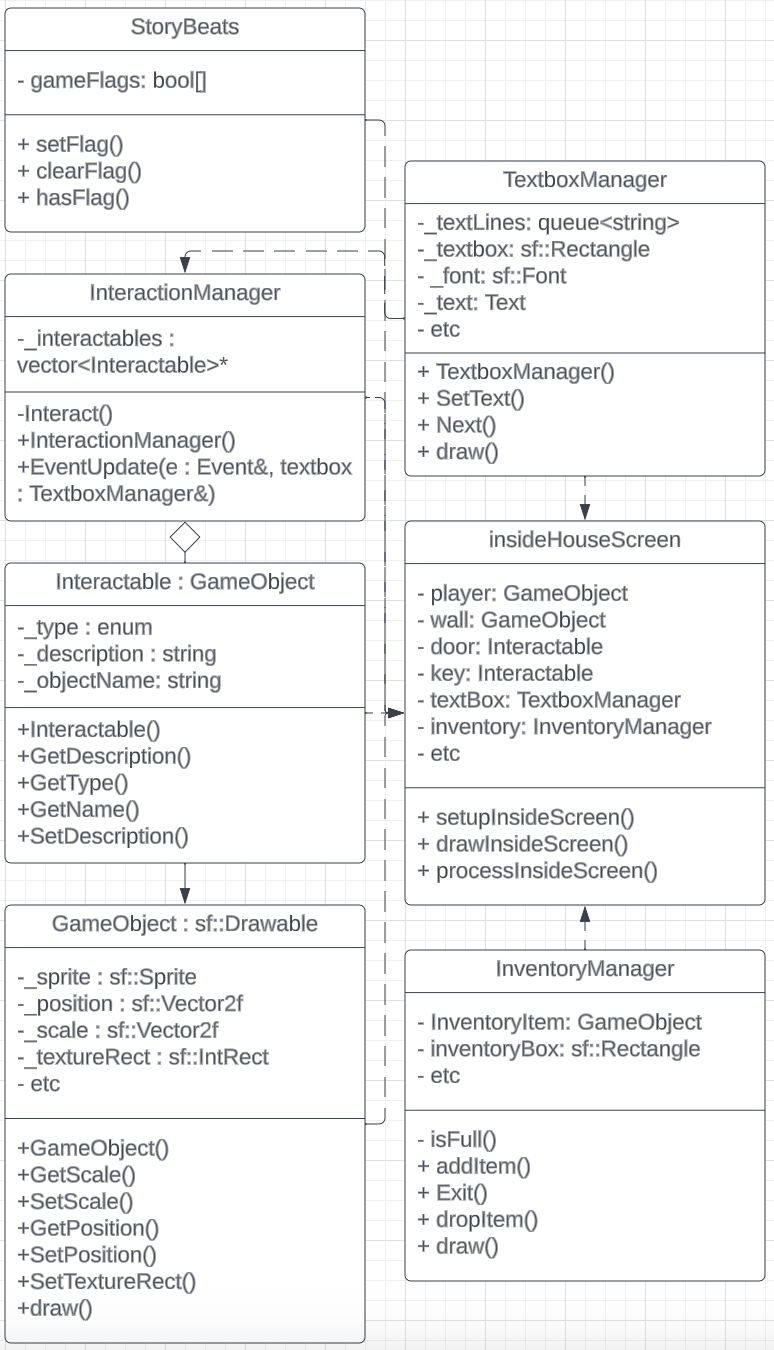 StoryBeats
- gameFlags: bool[]
+ setFlag()
+ clearFlag()
+ hasFlag()
InteractionManager
-_interactables :
vector<Interactable>*
-Interact()
+InteractionManager()
+EventUpdate(e : Event&, textbox
: TextboxManager&)
Interactable : GameObject
-_type : enum
-_description : string
-_objectName: string
+Interactable()
+GetDescription()
+GetType()
+GetName()
+SetDescription()
GameObject : sf::Drawable
-_sprite : sf::Sprite
-_position : sf::Vector2f
-_scale : sf::Vector2f
-_textureRect : sf::IntRect
- etc
+GameObject()
+GetScale()
+SetScale()
+GetPosition()
+SetPosition()
+SetTextureRect()
+draw()
TextboxManager
-_textLines: queue<string>
-_textbox: sf::Rectangle
- _font: sf::Font
-_text: Text
- etc
+ TextboxManager()
+ SetText()
+ Next()
+ draw()
insideHouseScreen
- player: GameObject
- wall: GameObject
- door: Interactable
- key: Interactable
- textBox: TextboxManager
- inventory: InventoryManager
- etc
+ setupInsideScreen()
+ drawInsideScreen()
+ processInsideScreen()
InventoryManager
- InventoryItem: GameObject
- inventoryBox: sf::Rectangle
- etc
- isFull()
+ addItem()
+ Exit()
+ dropItem()
+ draw()